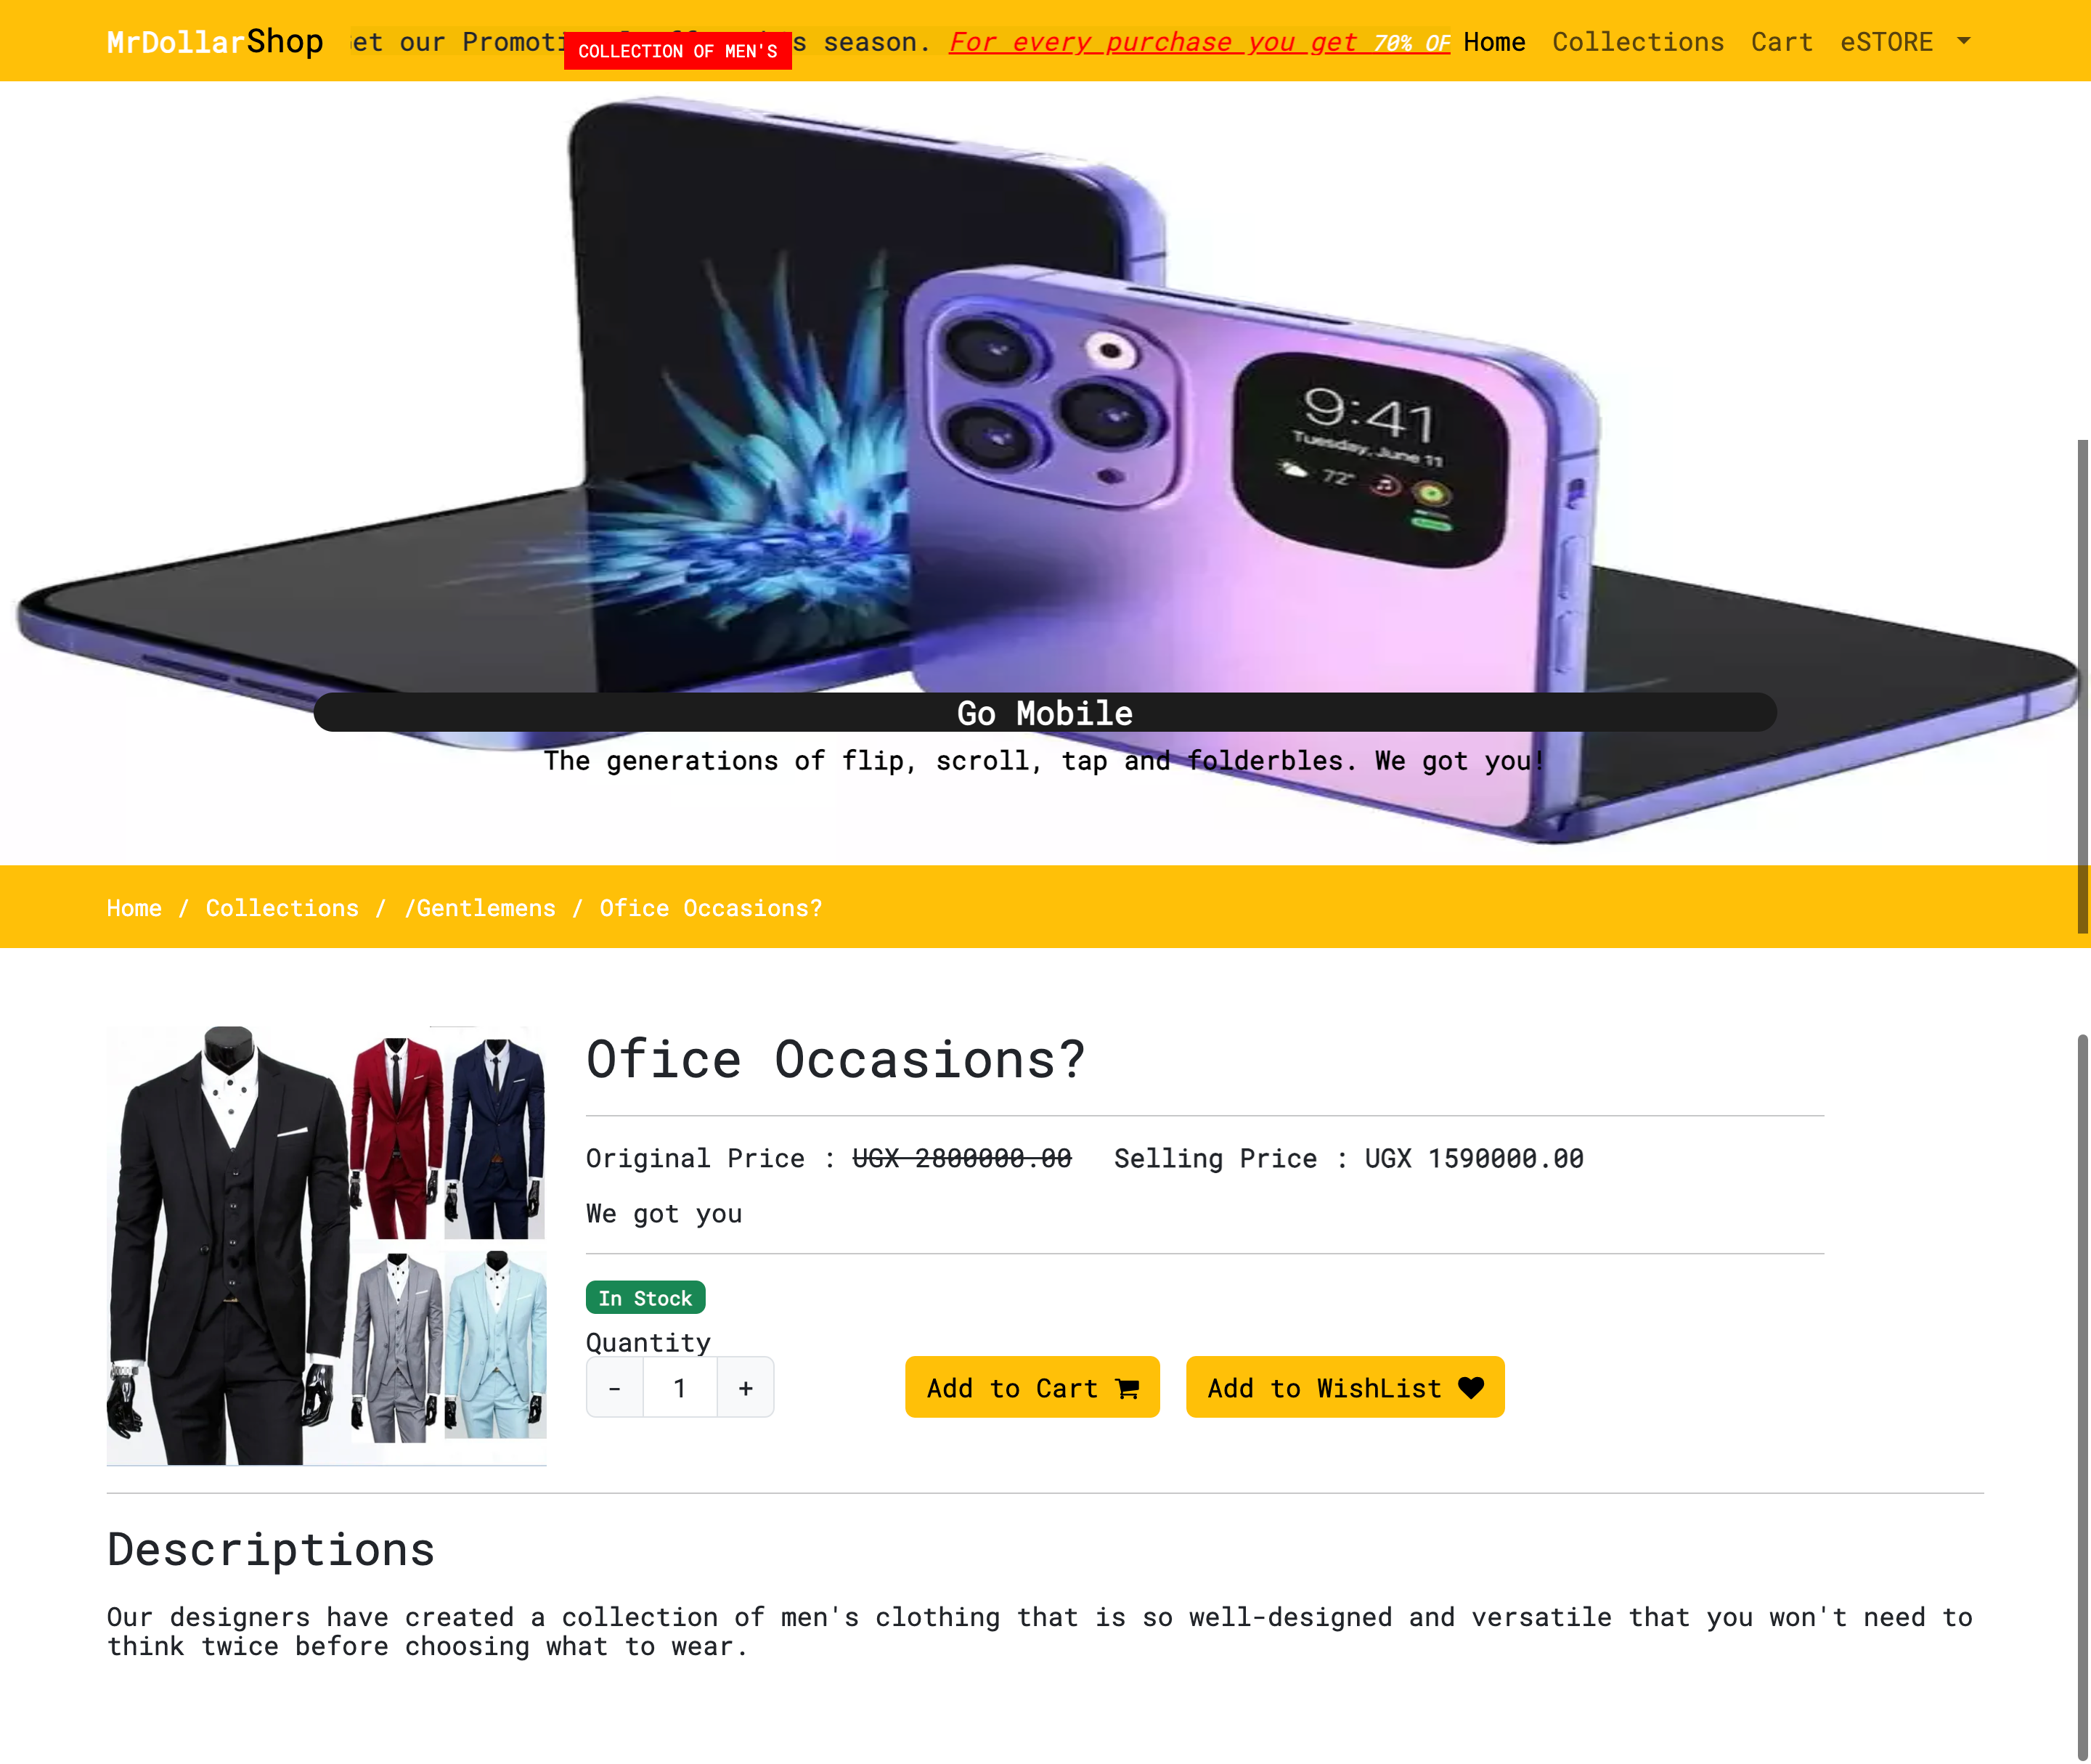 MrDollarShop
et our Promoti
COLLECTION OF MEN'S
s season. For every purchase you get 70% OF
Home Collections Cart eSTORE
9:41
Tuesday, June 11
72°
Go Mobile
The generations of flip, scroll, tap and folderbles. We got you!
Home / Collections / /Gentlemens / Ofice Occasions?
Ofice Occasions?
Original Price : UGX 2800000.00 Selling Price : UGX 1590000.00
We got you
In Stock
Quantity
- 1 +
Add to Cart Add to WishList
Descriptions
Our designers have created a collection of men's clothing that is so well-designed and versatile that you won't need to
think twice before choosing what to wear.